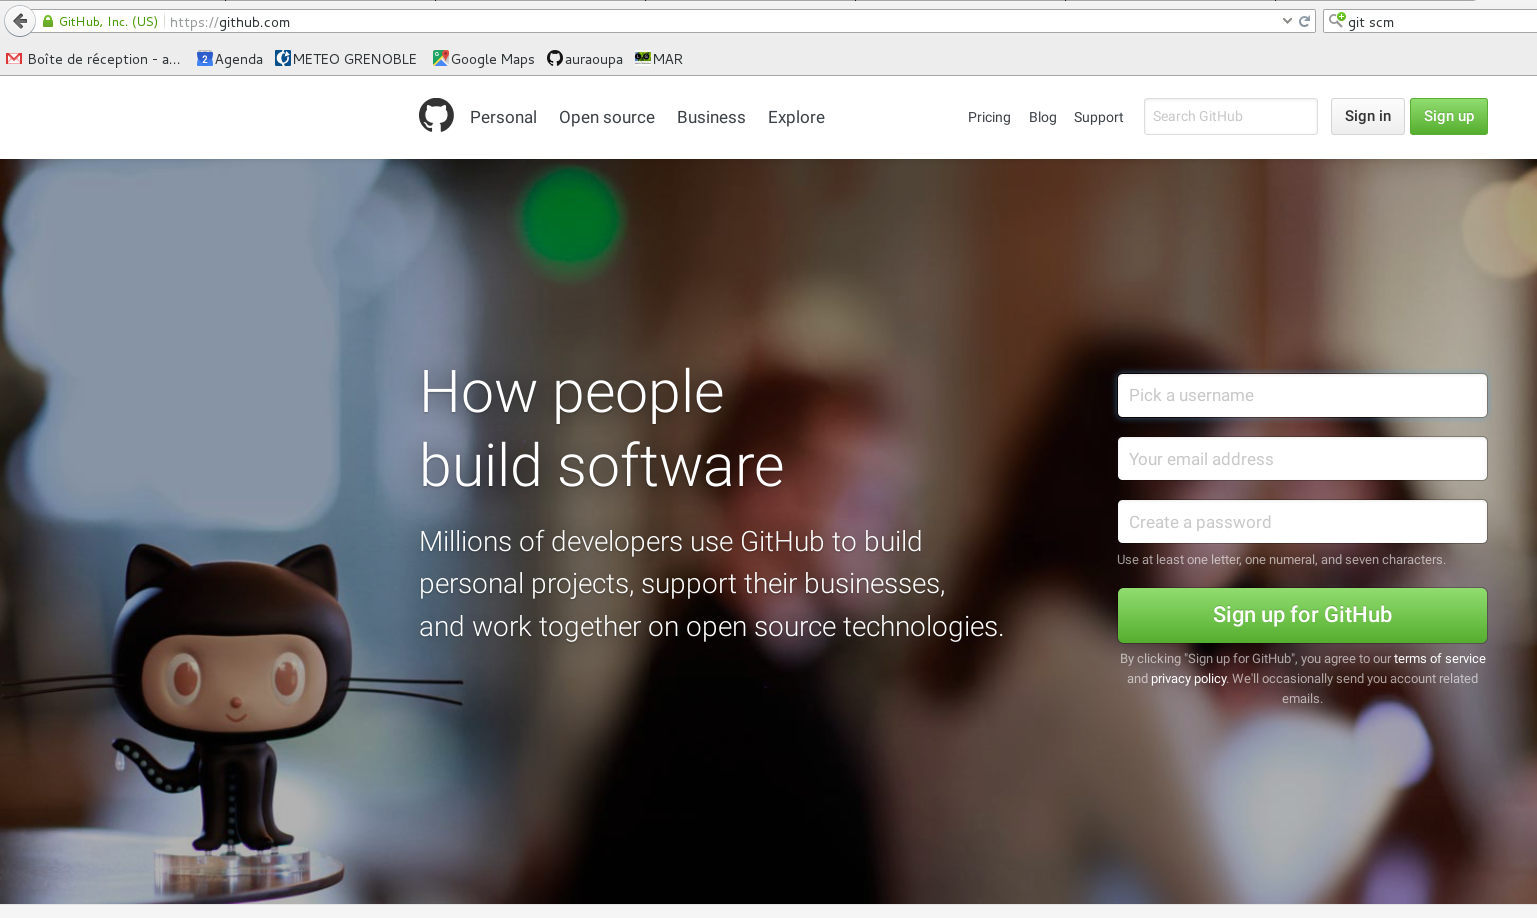 GitHub, Inc. (US) https://github.com git scm
Boîte de réception - a... 2 Agenda METEO GRENOBLE Google Maps auraoupa MAR
Personal Open source Business Explore Pricing Blog Support Search GitHub Sign in Sign up
How people
build software
Millions of developers use GitHub to build
personal projects, support their businesses,
and work together on open source technologies.
Pick a username
Your email address
Create a password
Use at least one letter, one numeral, and seven characters.
Sign up for GitHub
By clicking "Sign up for GitHub", you agree to our terms of service
and privacy policy. We'll occasionally send you account related
emails.